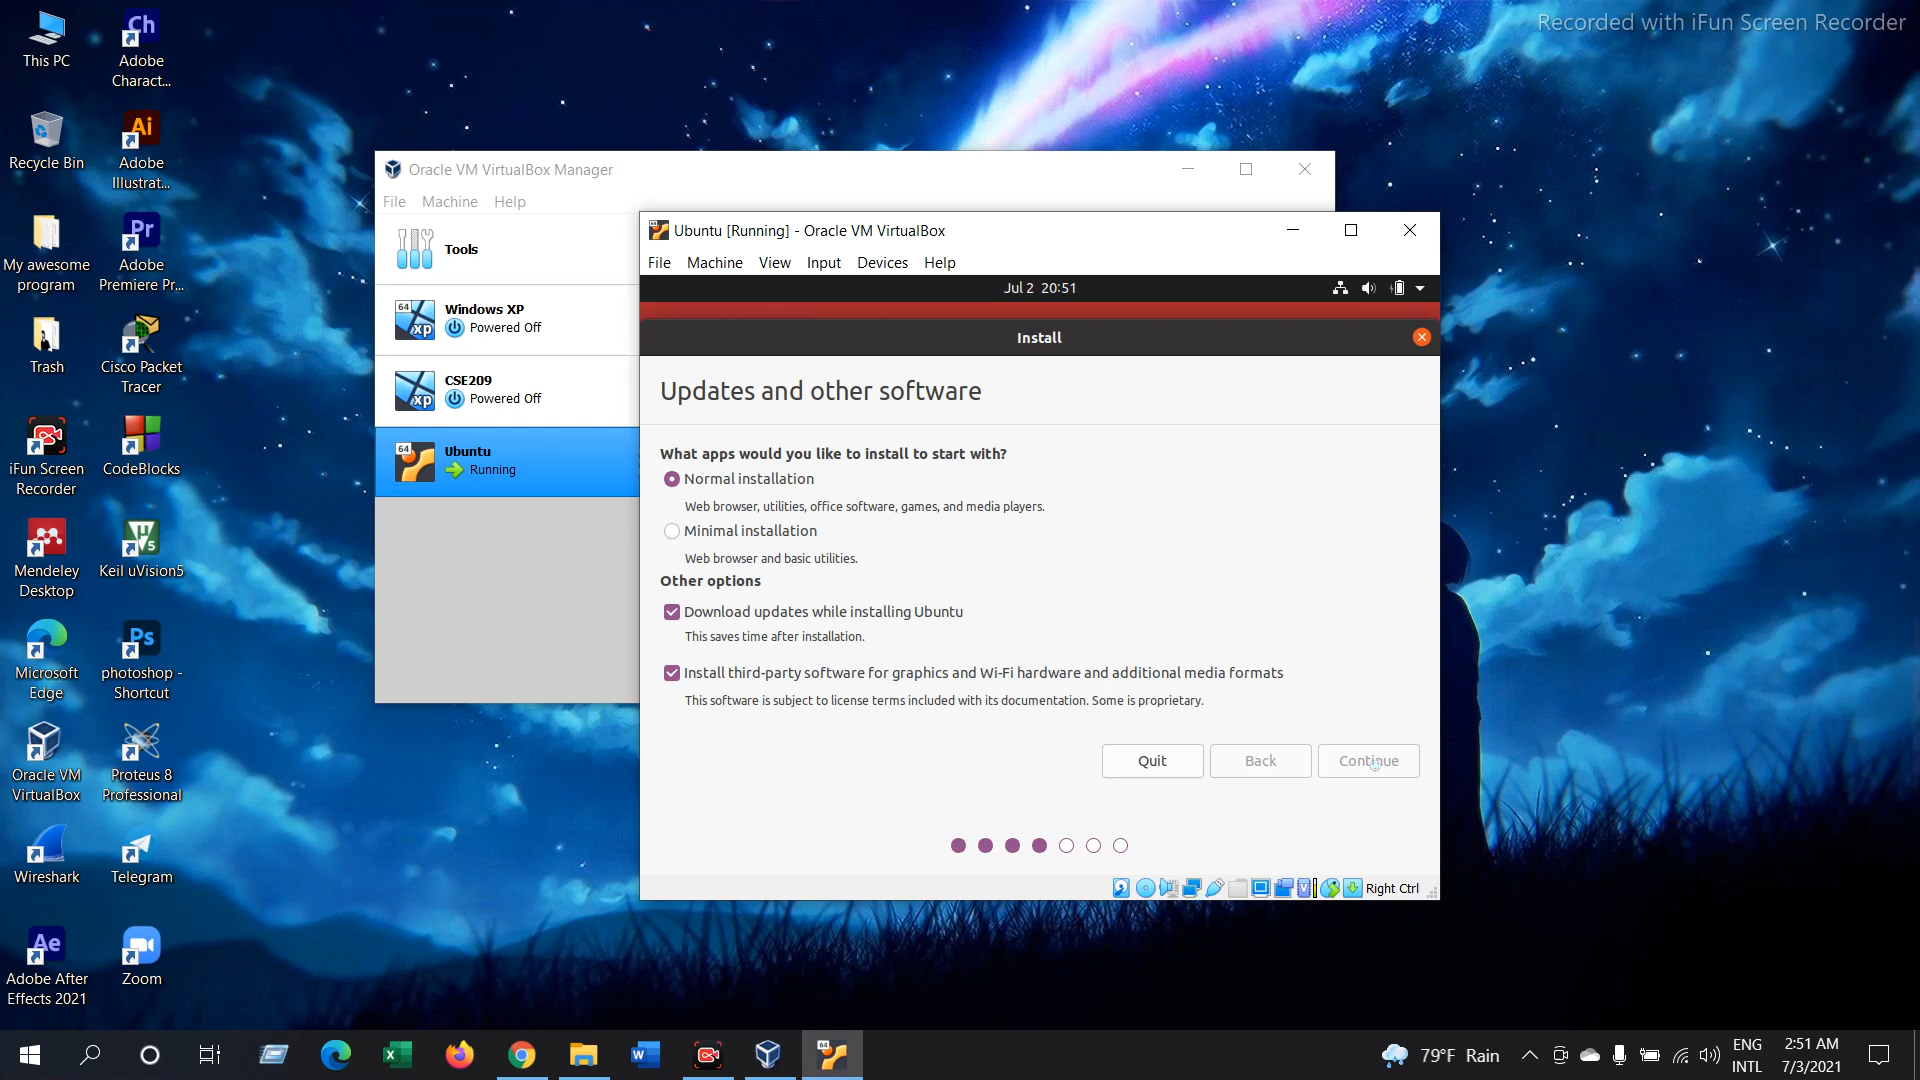 Recorded with iFun Screen Recorder
This PC
Adobe
Charact...
Recycle Bin
Adobe
Illustrat...
My awesome
program
Adobe
Premiere Pr...
Trash
Cisco Packet
Tracer
iFun Screen
Recorder
CodeBlocks
Mendeley
Desktop
Keil uVision5
Microsoft
Edge
photoshop -
Shortcut
Oracle VM
VirtualBox
Proteus 8
Professional
Wireshark
Telegram
Adobe After
Effects 2021
Zoom
Oracle VM VirtualBox Manager
File Machine Help
Tools
Windows XP
Powered Off
CSE209
Powered Off
Ubuntu
Running
Ubuntu [Running] - Oracle VM VirtualBox
File Machine View Input Devices Help
Jul 2 20:51
Install
Updates and other software
What apps would you like to install to start with?
Normal installation
Web browser, utilities, office software, games, and media players.
Minimal installation
Web browser and basic utilities.
Other options
Download updates while installing Ubuntu
This saves time after installation.
Install third-party software for graphics and Wi-Fi hardware and additional media formats
This software is subject to license terms included with its documentation. Some is proprietary.
Quit Back Continue
Right Ctrl
79°F Rain
ENG
INTL
2:51 AM
7/3/2021